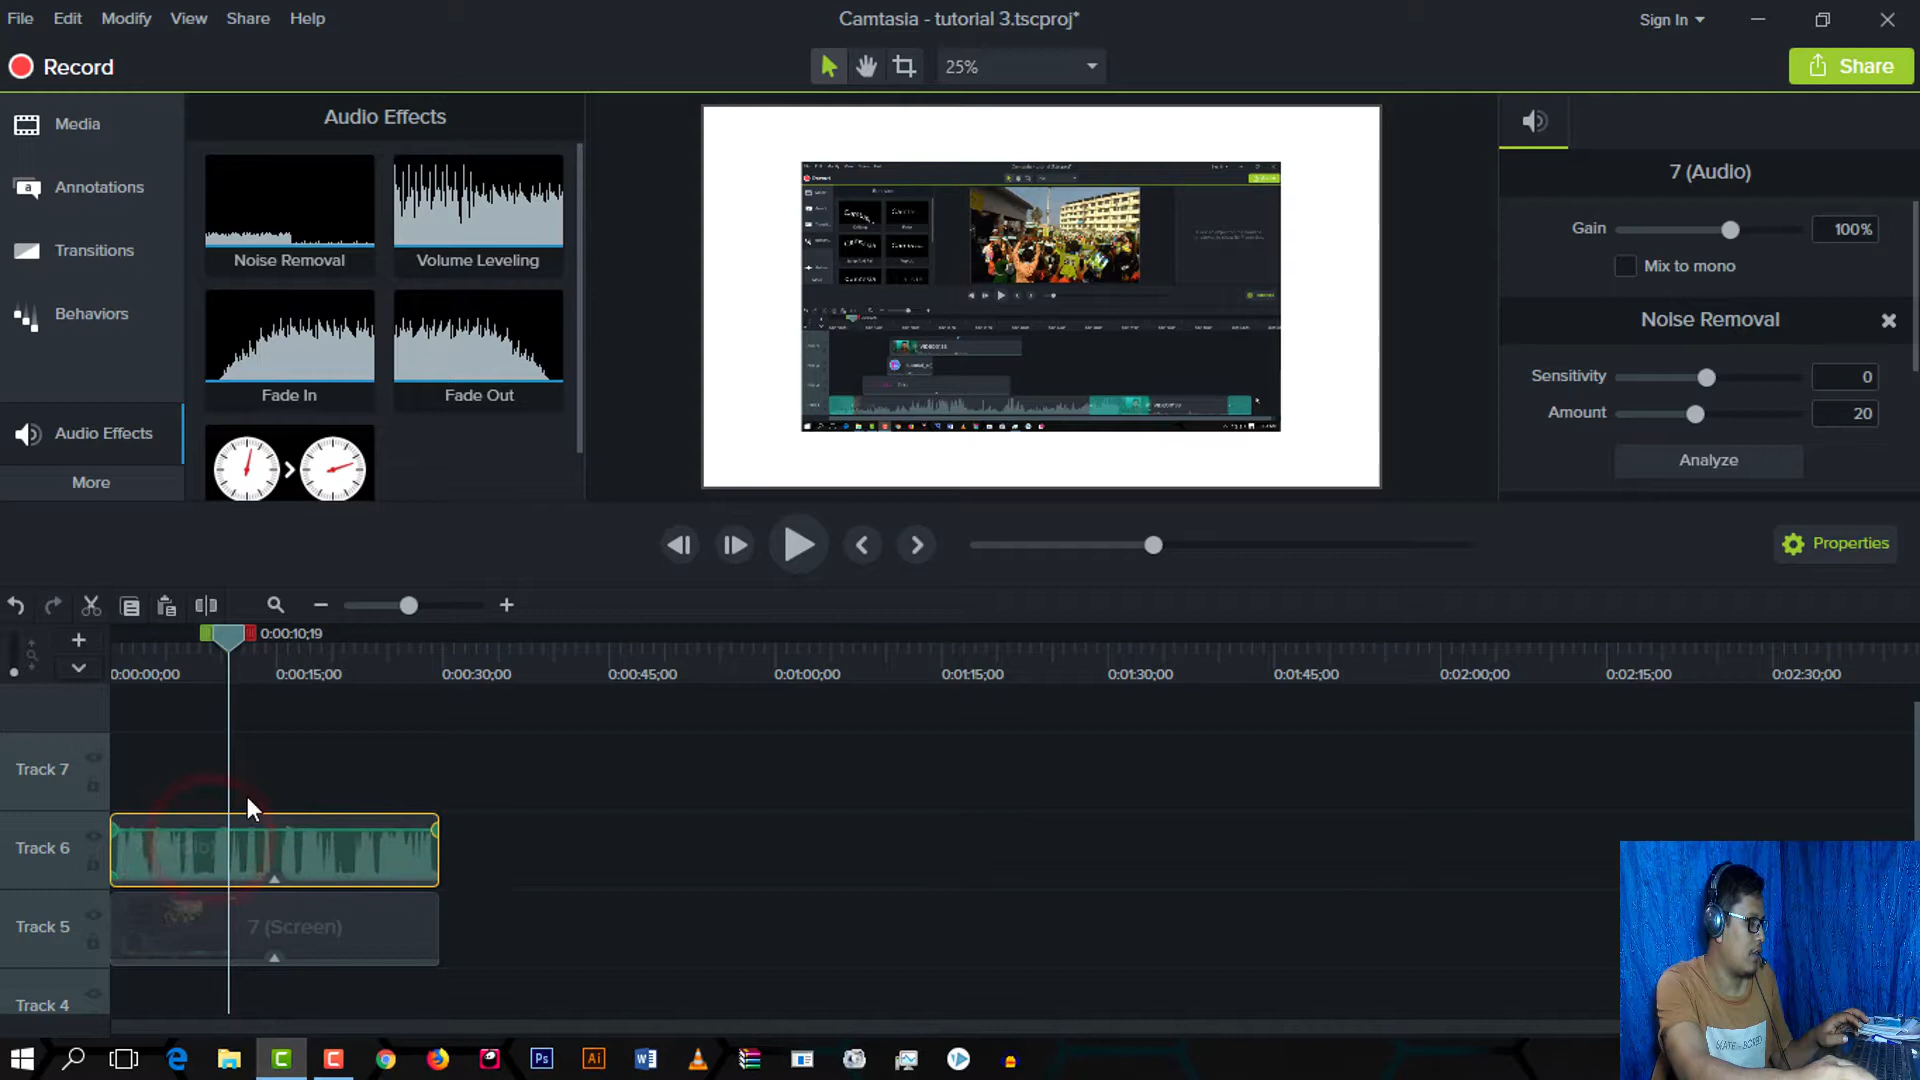 File Edit Modify View Share Help
Camtasia - tutorial 3.tscproj*
Sign In
Record
25%
Share
Media
Annotations
Transitions
Behaviors
Audio Effects
More
Audio Effects
Noise Removal
Volume Leveling
Fade In
Fade Out
7 (Audio)
Gain
100%
Mix to mono
Noise Removal
Sensitivity
0
Amount
20
Analyze
Properties
0:00:10;19
0:00:00;00 0:00:15;00 0:00:30;00 0:00:45;00 0:01:00;00 0:01:15;00 0:01:30;00 0:01:45;00 0:02:00;00 0:02:15;00 0:02:30;00
Track 7
Track 6
Track 5
7 (Screen)
Track 4